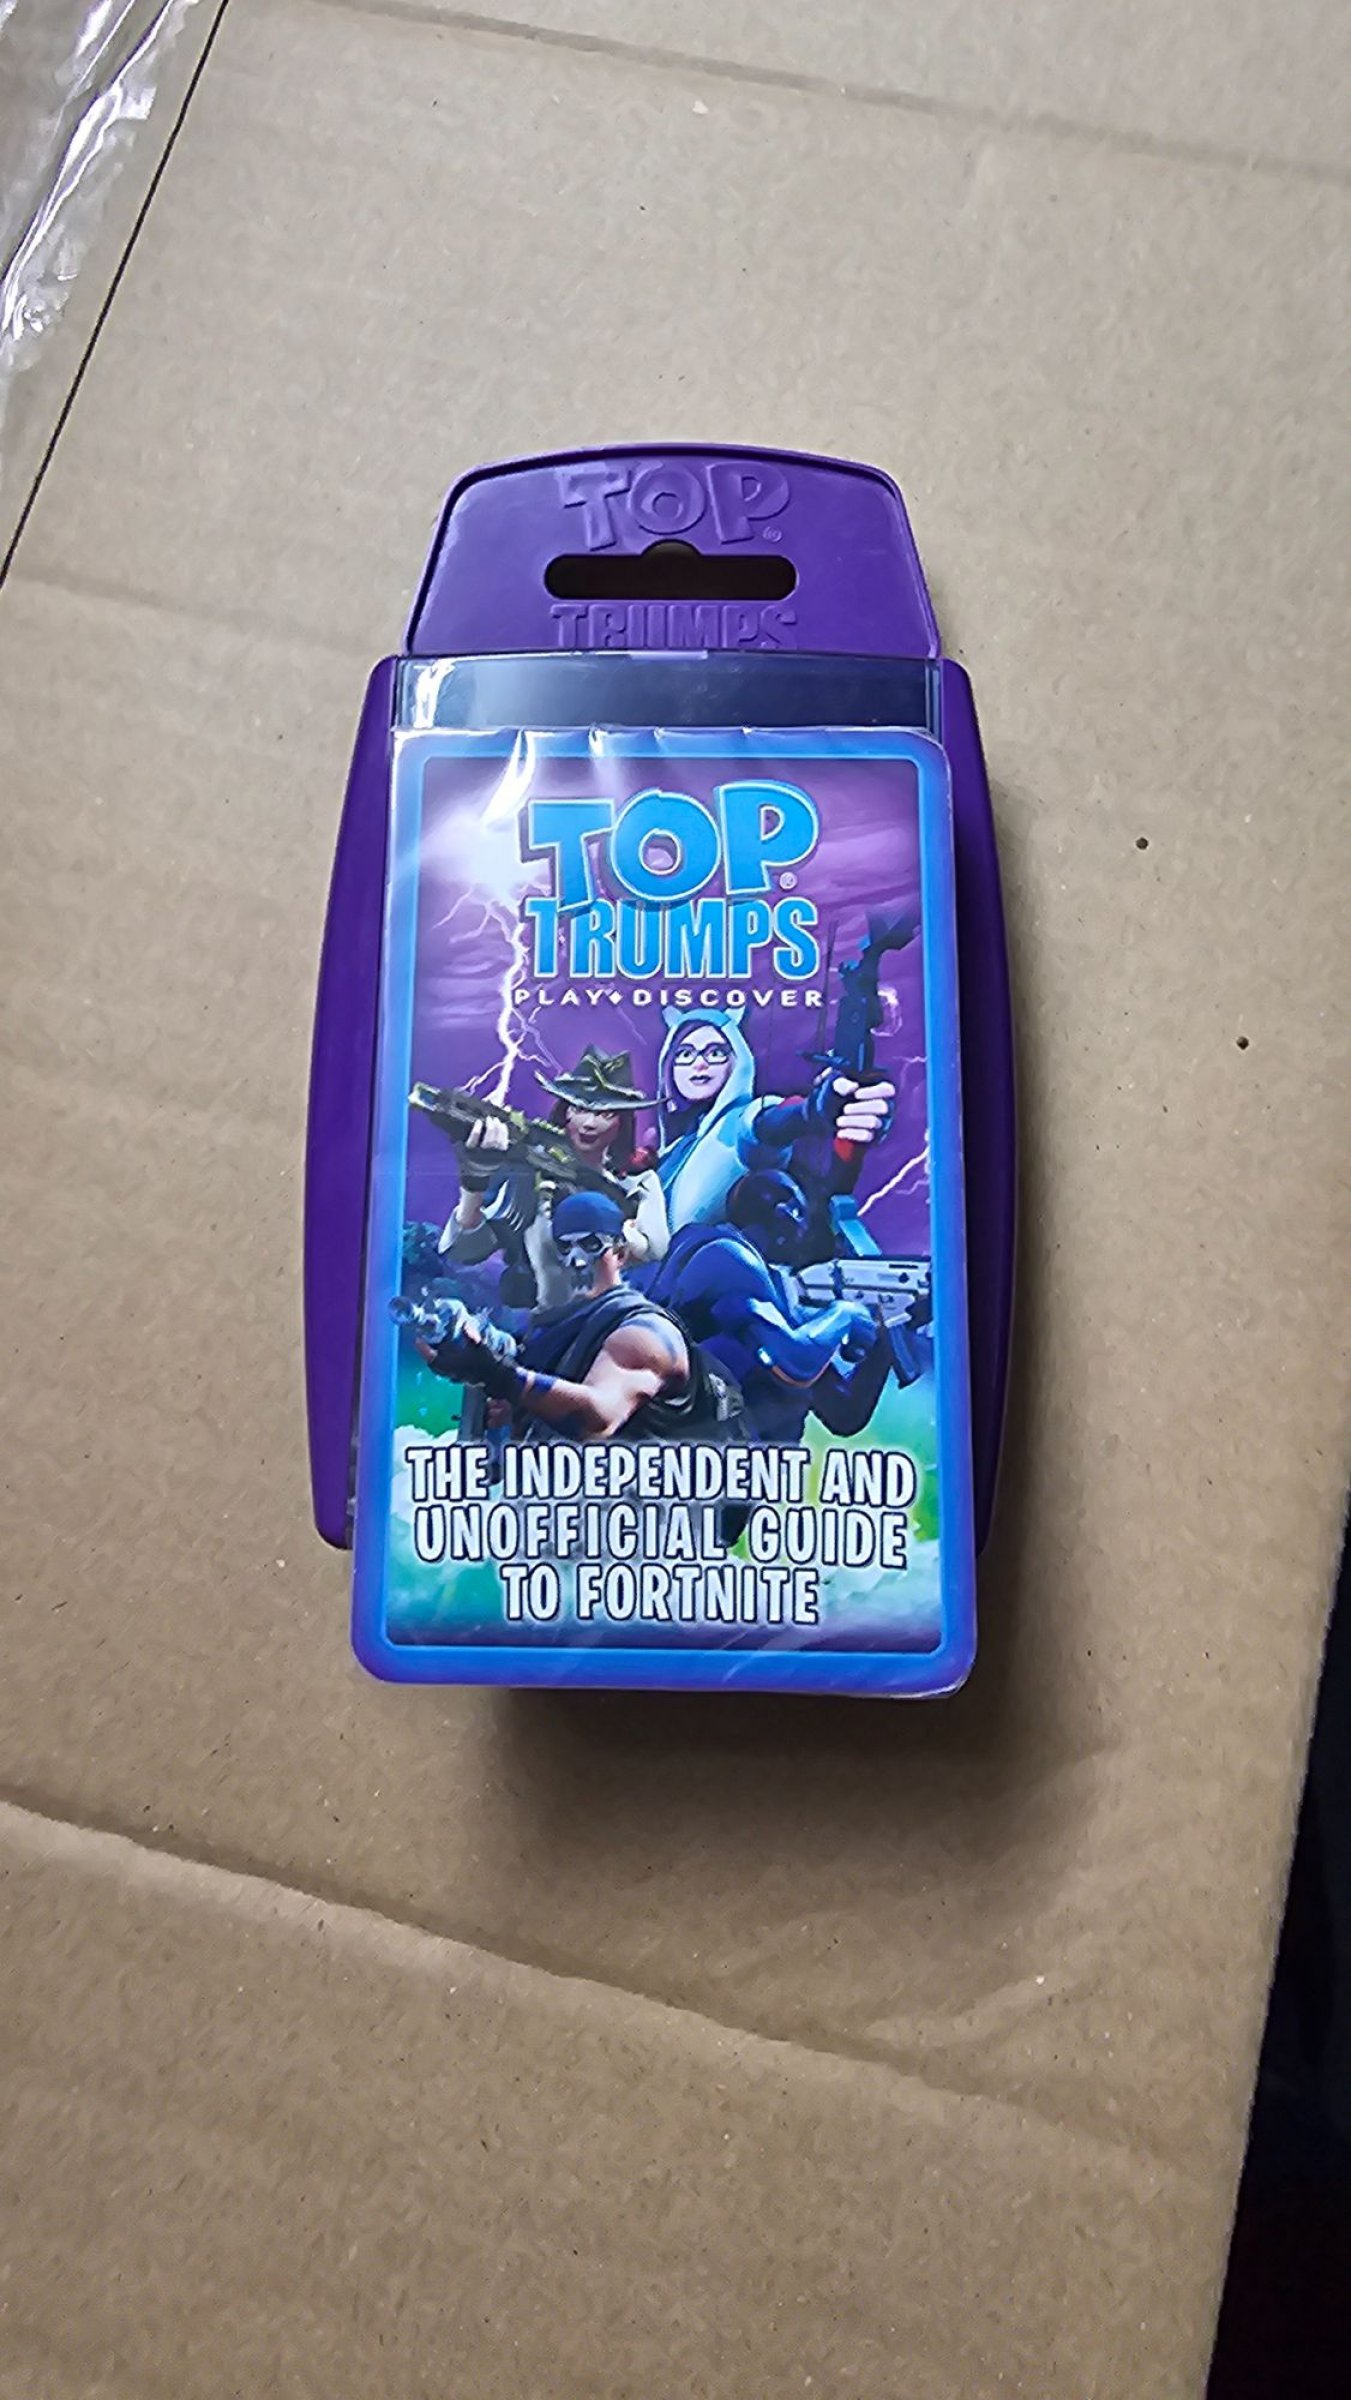 TOP®
TRUMPS
TOP®
TRUMPS
PLAY♦DISCOVER
THE INDEPENDENT AND
UNOFFICIAL GUIDE
TO FORTNITE